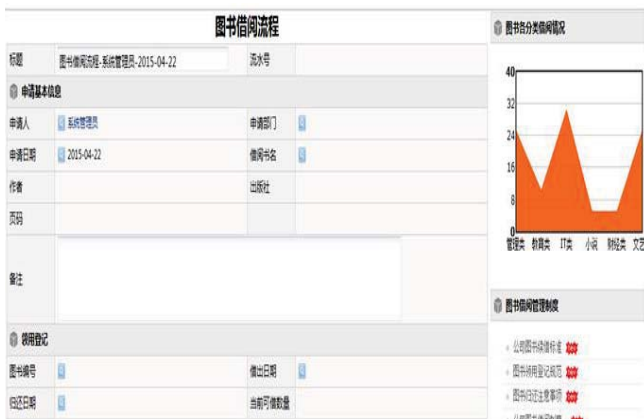 图书借阅流程
标题 图书借阅流程-系统管理员-2015-04-22 流水号
申请基本信息
申请人 系统管理员 申请部门
申请日期 2015-04-22 借阅书名
作者 出版社
页码
备注
领用登记
图书编号 借出日期
归还日期 当前可借数量
图书各分类借阅情况
40
32
24
16
8
0
管理类 教育类 IT类 小说 财经类 文艺
图书借阅管理制度
公司图书续借标准
图书领用登记规范
图书归还注意事项